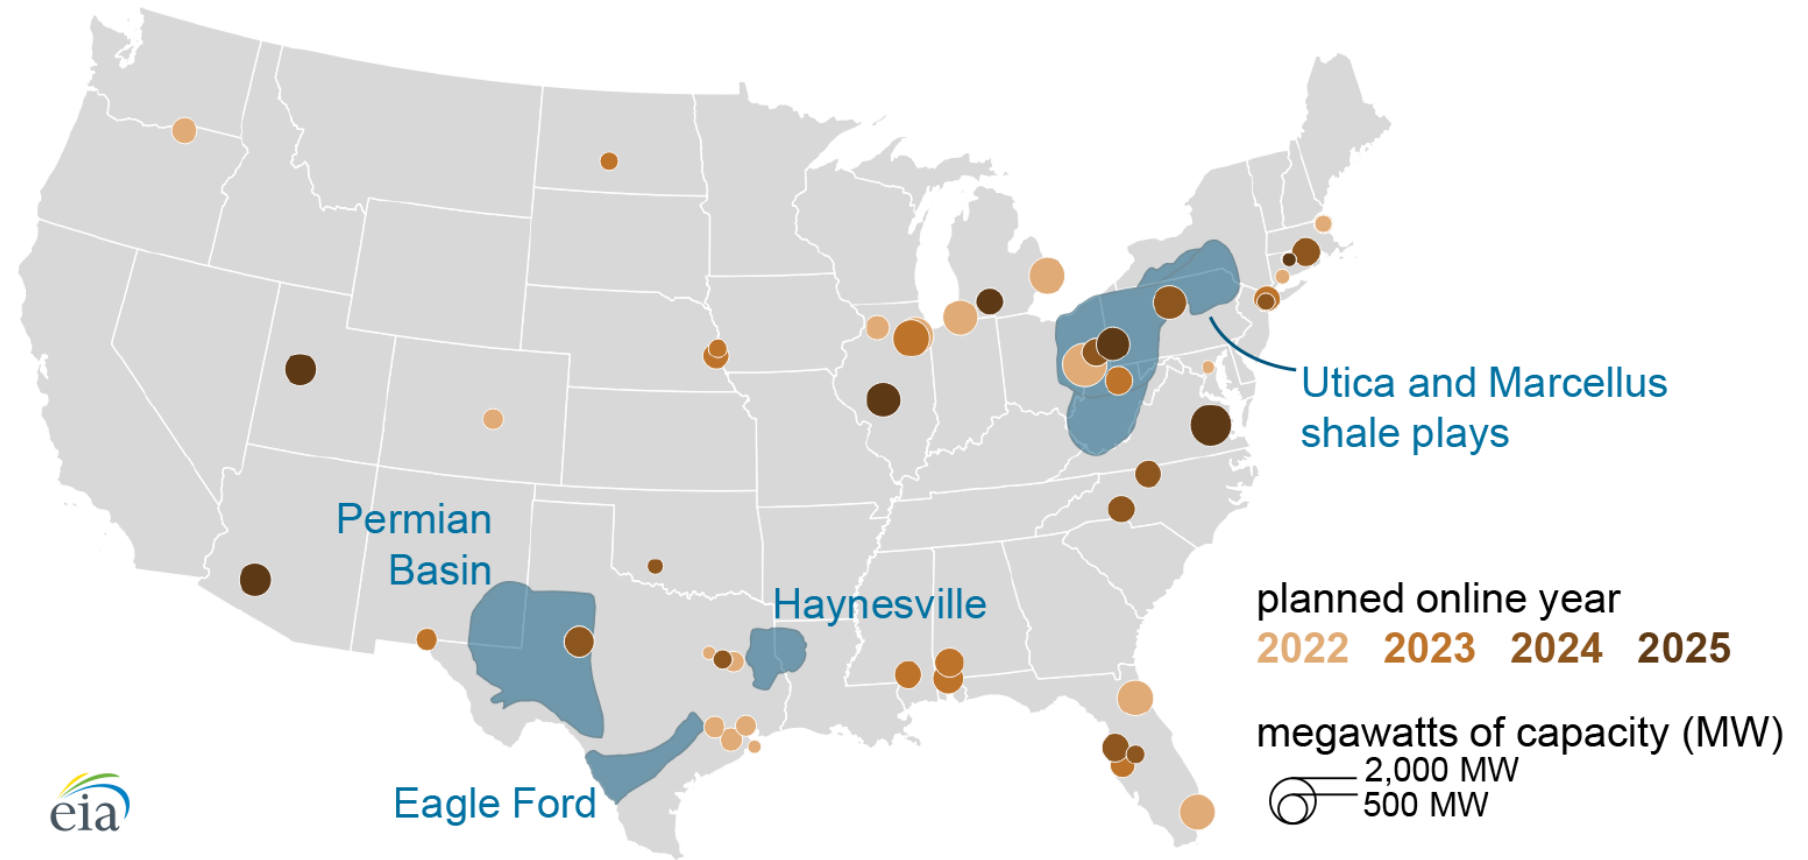 Utica and Marcellus
shale plays
Permian
Basin
Haynesville
Eagle Ford
planned online year
2022 2023 2024 2025
megawatts of capacity (MW)
2,000 MW
500 MW
eia